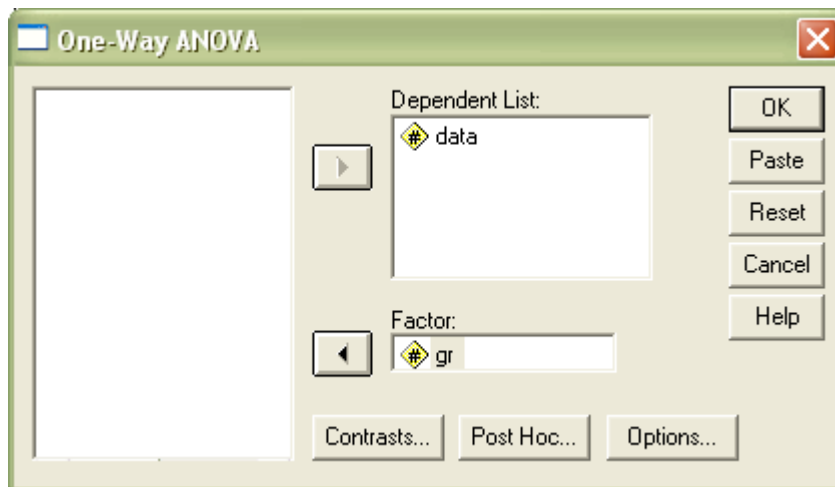 One-Way ANOVA
Dependent List:
# data
OK
Paste
Reset
Cancel
Help
Factor:
# gr
Contrasts...
Post Hoc...
Options...